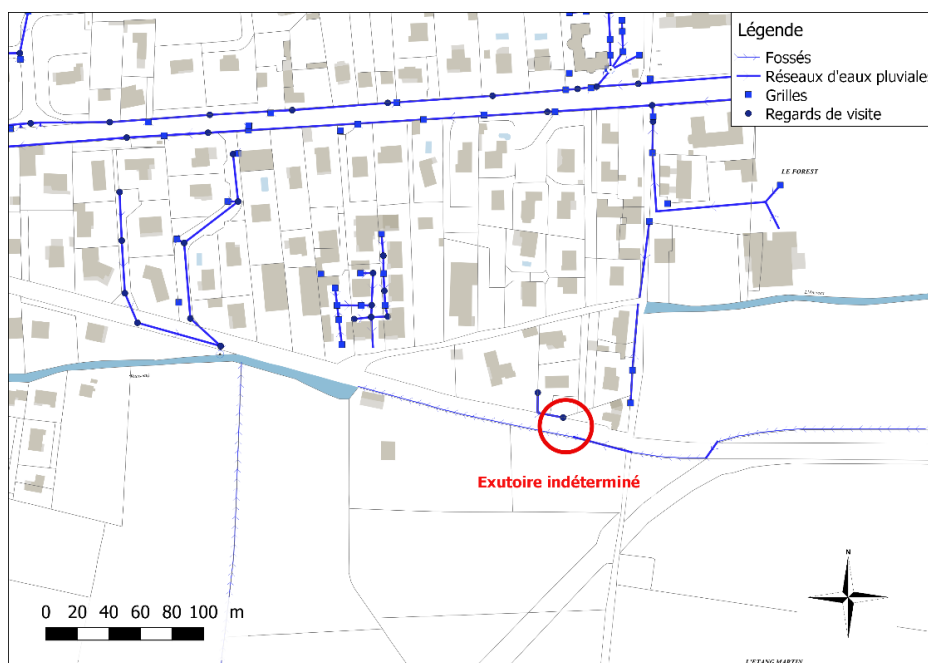 Légende
Fossés
Réseaux d'eaux pluviales
Grilles
Regards de visite
LE FOREST
Exutoire indéterminé
0 20 40 60 80 100 m
N
L'ETANG MARTIN